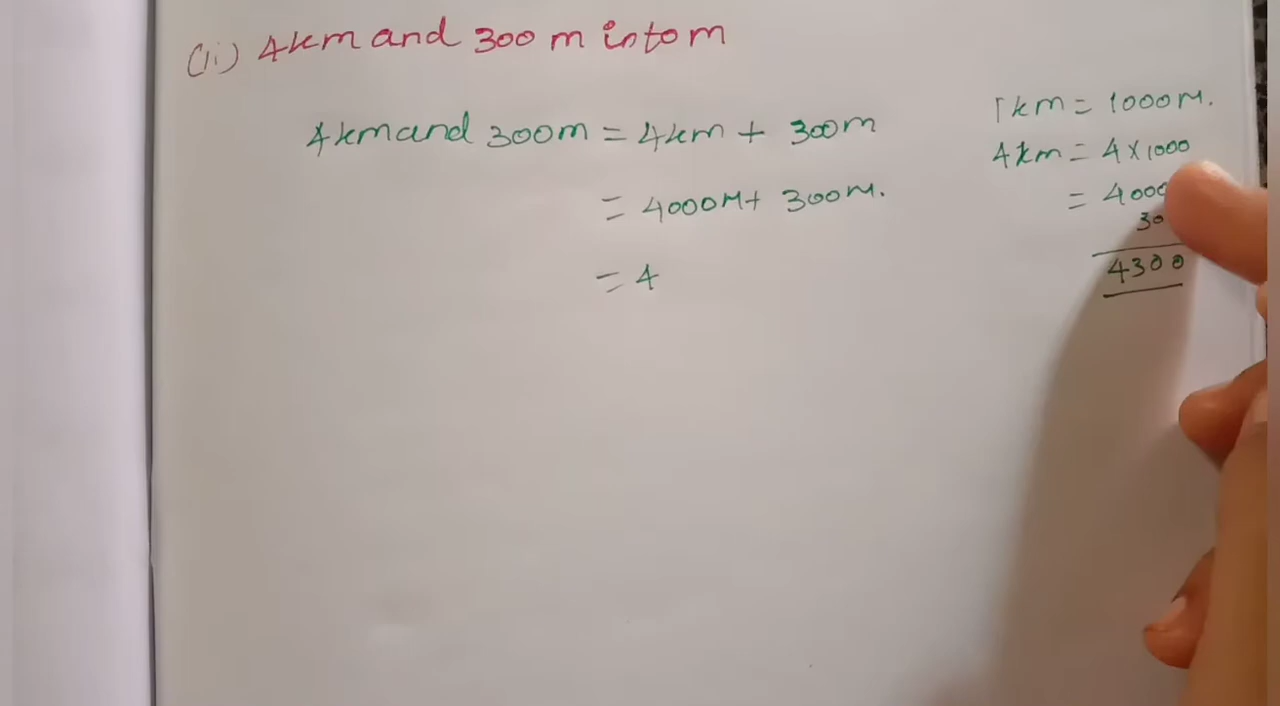 (ii) 4km and 300 m into m
4km and 300m = 4km + 300m
= 4000m + 300m.
= 4
1km = 1000m.
4km = 4 × 1000
= 4000
30
4300